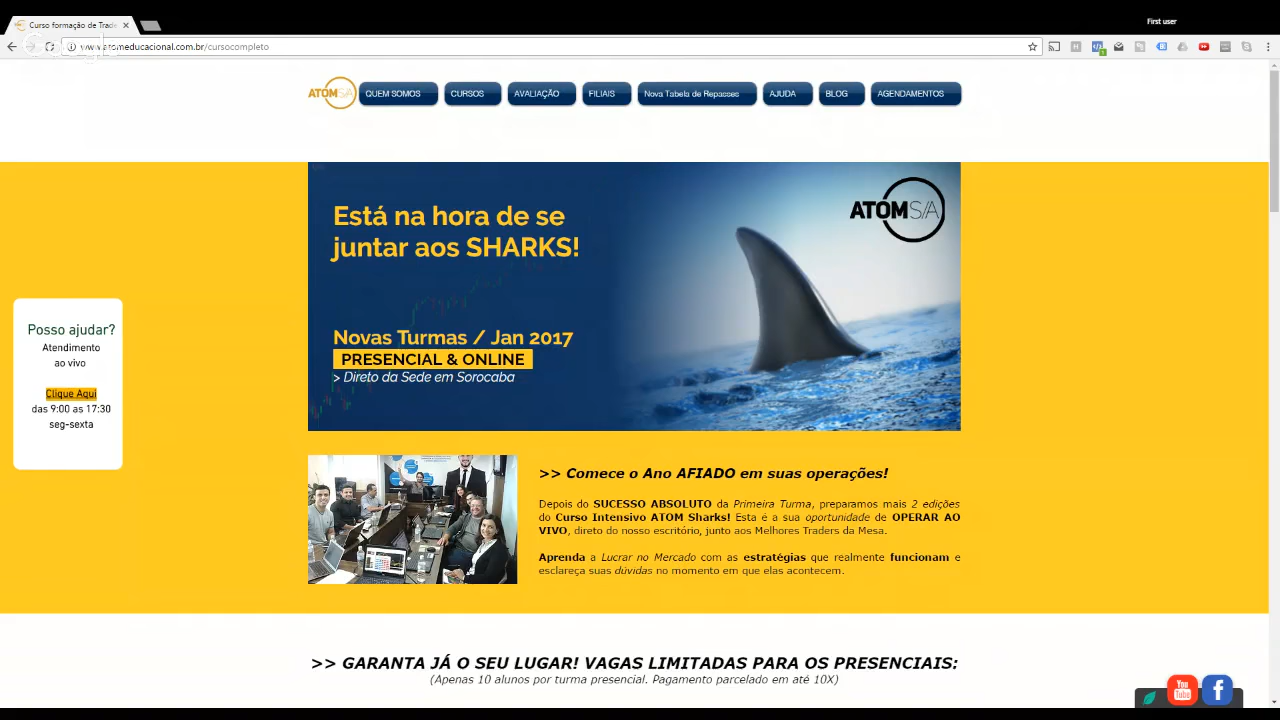 First user
Curso formação de Trade
www.atomeducacional.com.br/cursocompleto
ATOM S/A
QUEM SOMOS
CURSOS
AVALIAÇÃO
FILIAIS
Nova Tabela de Repasses
AJUDA
BLOG
AGENDAMENTOS
Está na hora de se
juntar aos SHARKS!
ATOM S/A
Novas Turmas / Jan 2017
PRESENCIAL & ONLINE
> Direto da Sede em Sorocaba
Posso ajudar?
Atendimento
ao vivo
Clique Aqui
das 9:00 as 17:30
seg-sexta
>> Comece o Ano AFIADO em suas operações!
Depois do SUCESSO ABSOLUTO da Primeira Turma, preparamos mais 2 edições
do Curso Intensivo ATOM Sharks! Esta é a sua oportunidade de OPERAR AO
VIVO, direto do nosso escritório, junto aos Melhores Traders da Mesa.
Aprenda a Lucrar no Mercado com as estratégias que realmente funcionam e
esclareça suas dúvidas no momento em que elas acontecem.
>> GARANTA JÁ O SEU LUGAR! VAGAS LIMITADAS PARA OS PRESENCIAIS:
(Apenas 10 alunos por turma presencial. Pagamento parcelado em até 10X)
You
Tube